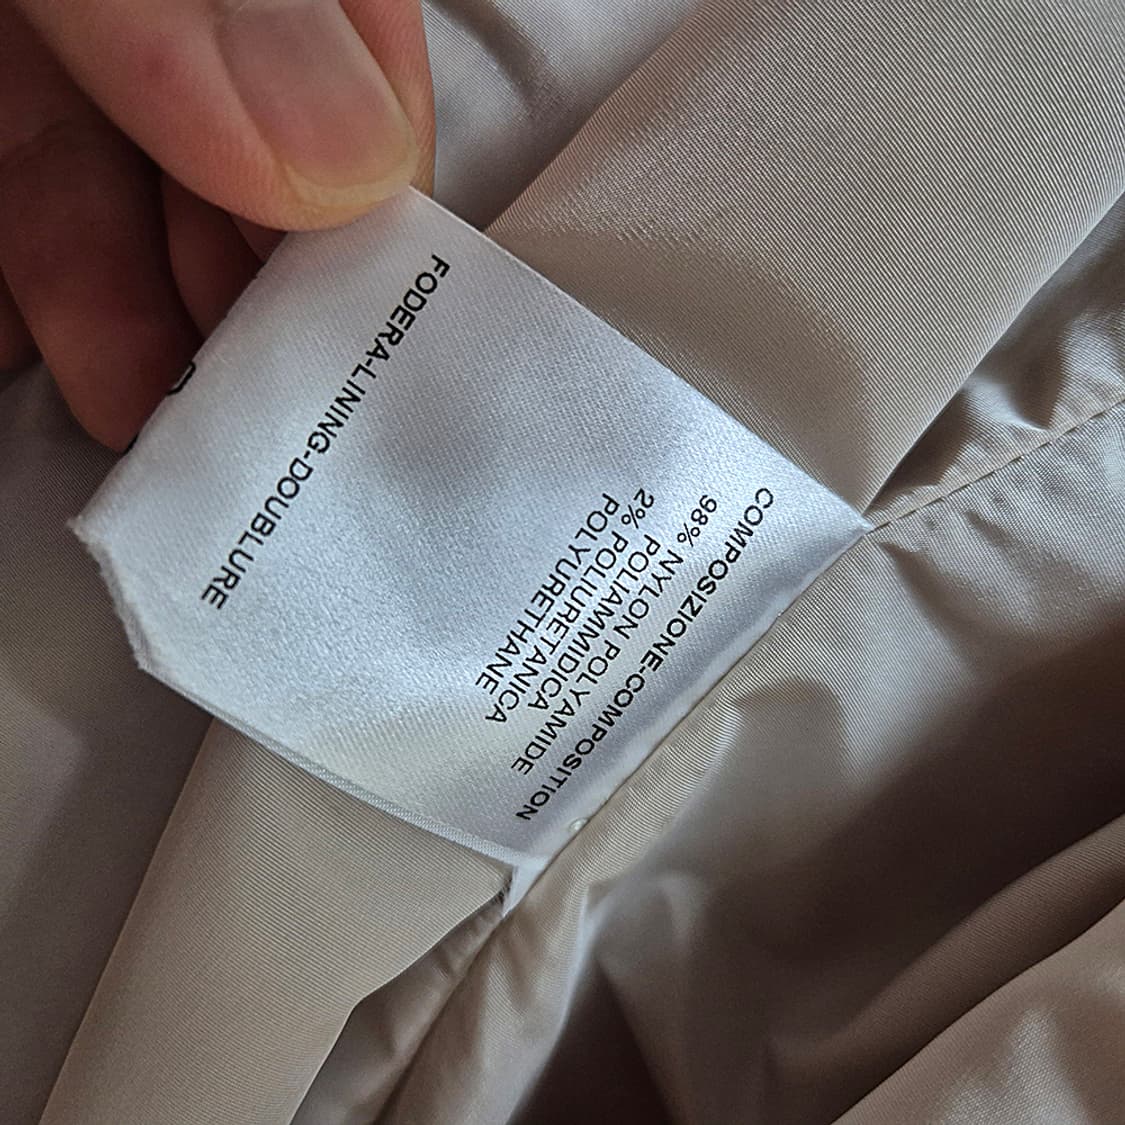 COMPOSIZIONE-COMPOSITION
98% NYLON POLYAMIDE
POLIAMMIDICA
2% POLIURETANICA
POLYURETHANE
FODERA-LINING-DOUBLURE